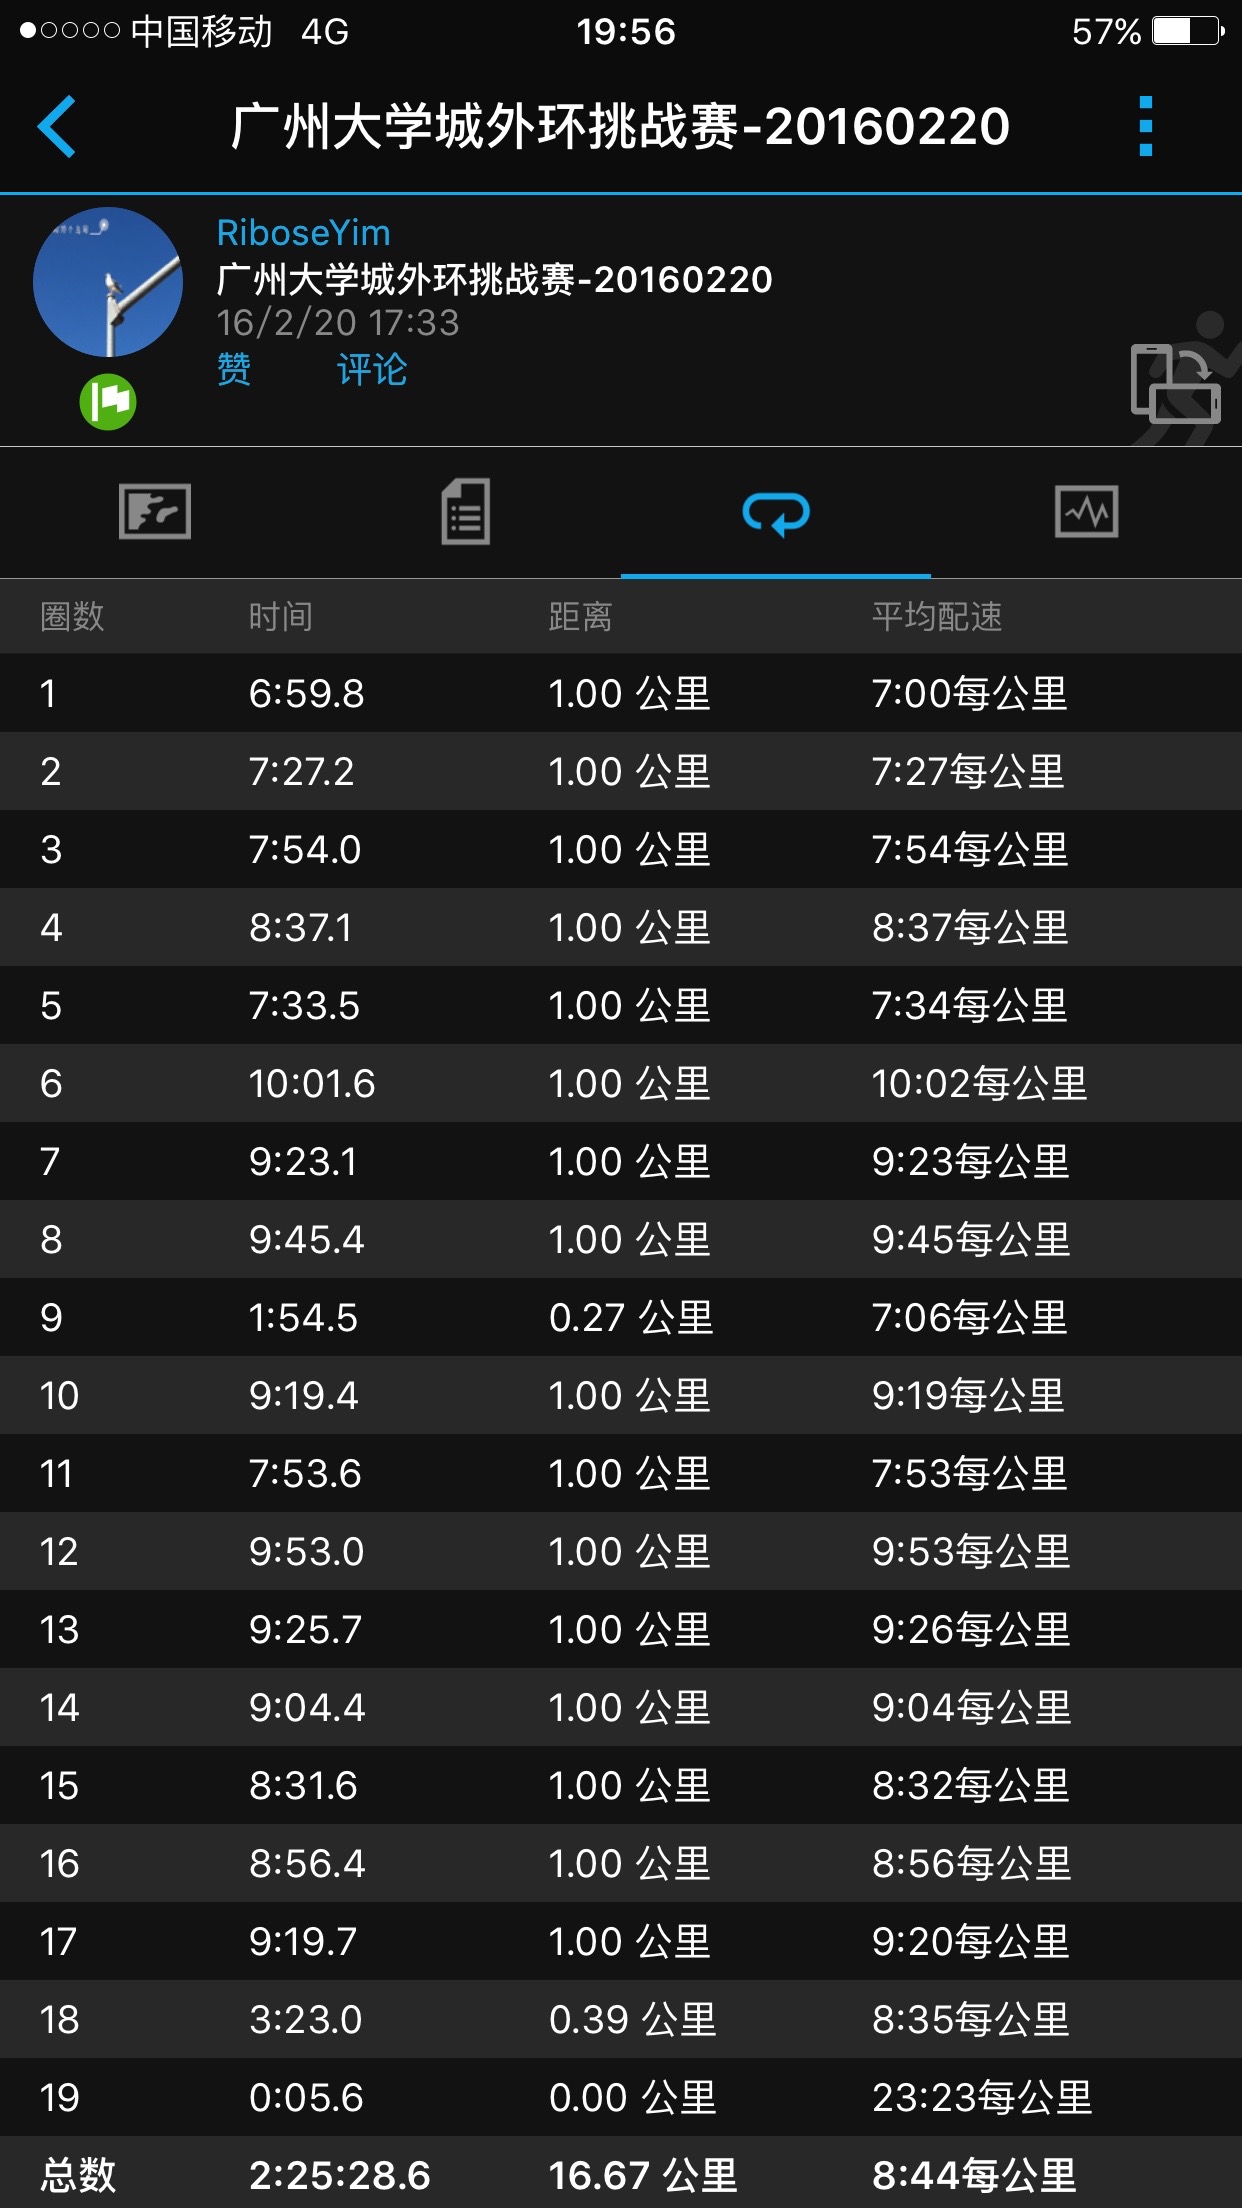 中国移动 4G 19:56 57%
广州大学城外环挑战赛-20160220
RiboseYim
广州大学城外环挑战赛-20160220
16/2/20 17:33
赞 评论
圈数 时间 距离 平均配速
1 6:59.8 1.00 公里 7:00每公里
2 7:27.2 1.00 公里 7:27每公里
3 7:54.0 1.00 公里 7:54每公里
4 8:37.1 1.00 公里 8:37每公里
5 7:33.5 1.00 公里 7:34每公里
6 10:01.6 1.00 公里 10:02每公里
7 9:23.1 1.00 公里 9:23每公里
8 9:45.4 1.00 公里 9:45每公里
9 1:54.5 0.27 公里 7:06每公里
10 9:19.4 1.00 公里 9:19每公里
11 7:53.6 1.00 公里 7:53每公里
12 9:53.0 1.00 公里 9:53每公里
13 9:25.7 1.00 公里 9:26每公里
14 9:04.4 1.00 公里 9:04每公里
15 8:31.6 1.00 公里 8:32每公里
16 8:56.4 1.00 公里 8:56每公里
17 9:19.7 1.00 公里 9:20每公里
18 3:23.0 0.39 公里 8:35每公里
19 0:05.6 0.00 公里 23:23每公里
总数 2:25:28.6 16.67 公里 8:44每公里